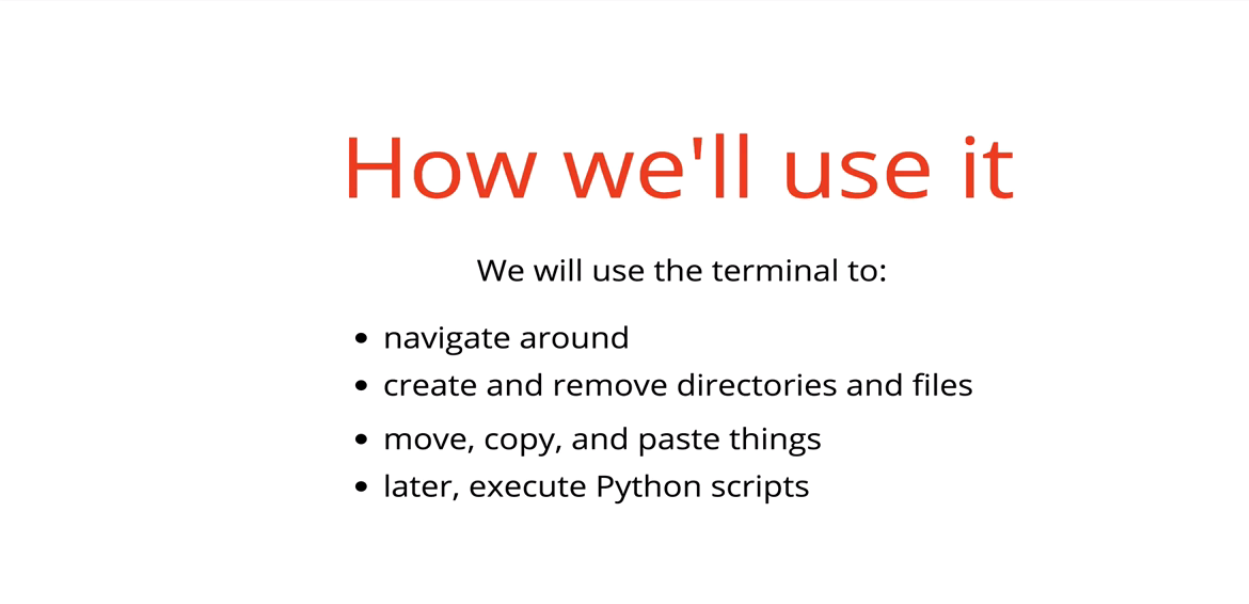 How we'll use it
We will use the terminal to:
• navigate around
• create and remove directories and files
• move, copy, and paste things
• later, execute Python scripts